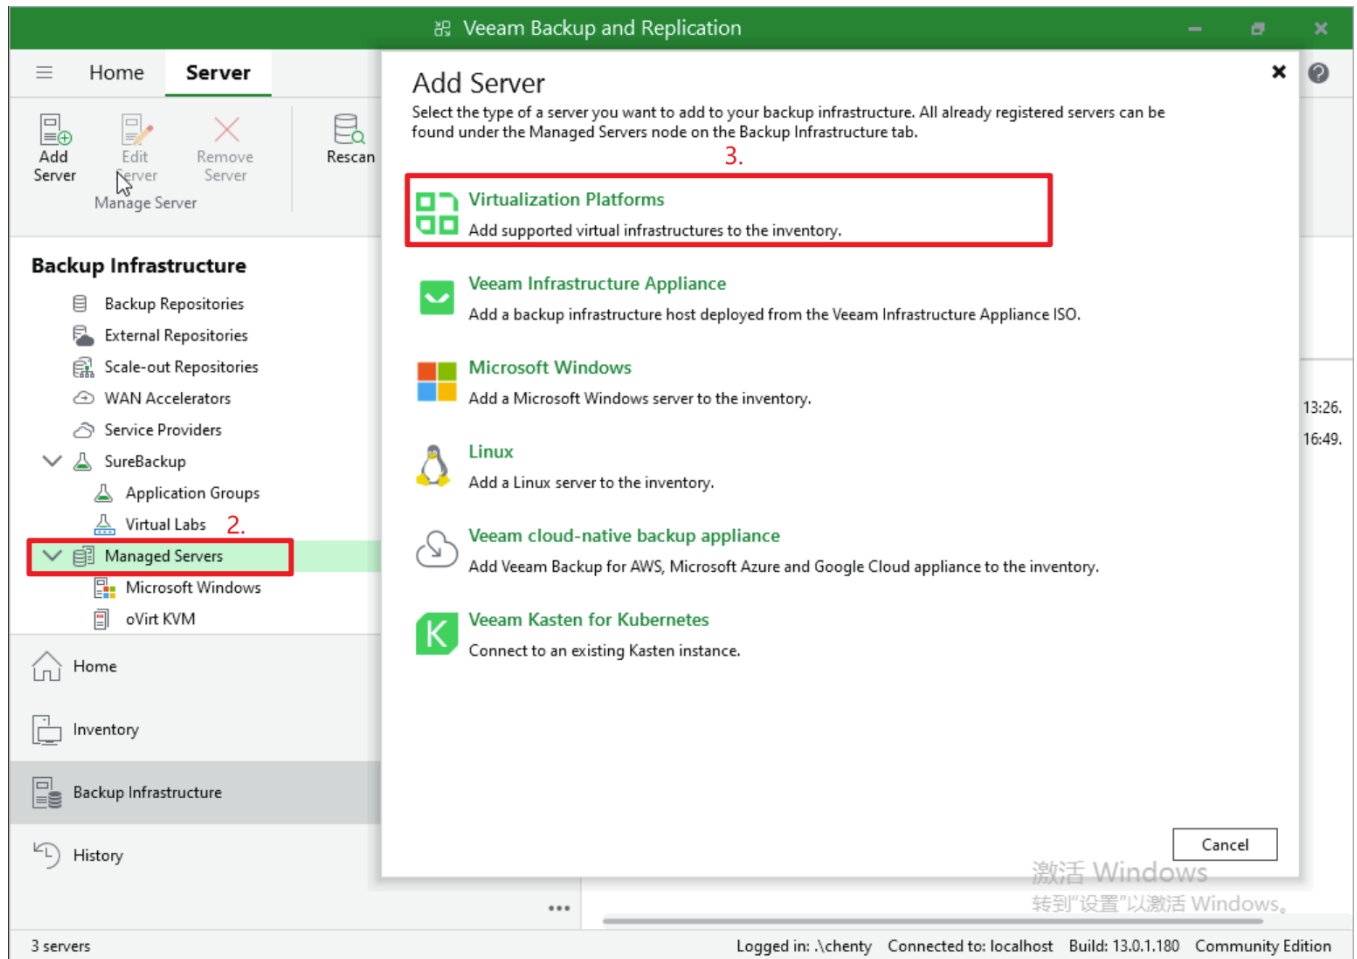 Veeam Backup and Replication
Home
Server
Add Server
Edit Server
Remove Server
Rescan
Manage Server
Backup Infrastructure
Backup Repositories
External Repositories
Scale-out Repositories
WAN Accelerators
Service Providers
SureBackup
Application Groups
Virtual Labs
2.
Managed Servers
Microsoft Windows
oVirt KVM
Home
Inventory
Backup Infrastructure
History
Add Server
Select the type of a server you want to add to your backup infrastructure. All already registered servers can be
found under the Managed Servers node on the Backup Infrastructure tab.
3.
Virtualization Platforms
Add supported virtual infrastructures to the inventory.
Veeam Infrastructure Appliance
Add a backup infrastructure host deployed from the Veeam Infrastructure Appliance ISO.
Microsoft Windows
Add a Microsoft Windows server to the inventory.
Linux
Add a Linux server to the inventory.
Veeam cloud-native backup appliance
Add Veeam Backup for AWS, Microsoft Azure and Google Cloud appliance to the inventory.
K
Veeam Kasten for Kubernetes
Connect to an existing Kasten instance.
Cancel
13:26.
16:49.
激活 Windows
转到“设置”以激活 Windows。
3 servers
Logged in: .\chenty
Connected to: localhost
Build: 13.0.1.180
Community Edition